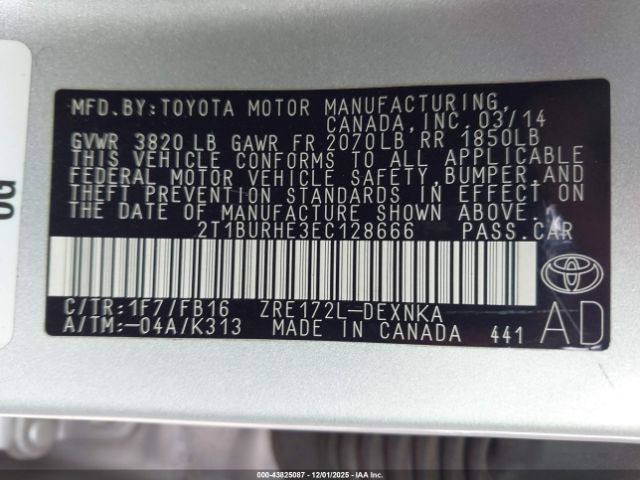 MFD. BY: TOYOTA MOTOR MANUFACTURING,
CANADA, INC. 03/14
GVWR 3820 LB GAWR FR 2070LB RR 1850LB
THIS VEHICLE CONFORMS TO ALL APPLICABLE
FEDERAL MOTOR VEHICLE SAFETY, BUMPER, AND
THEFT PREVENTION STANDARDS IN EFFECT ON
THE DATE OF MANUFACTURE SHOWN ABOVE.
2T1BURHE3EC128666 PASS. CAR
C/TR: 1F7/FB16 ZRE172L-DEXNKA
A/TM: -04A/K313 MADE IN CANADA 441
AD
000-43825087 - 12/01/2025 - IAA Inc.